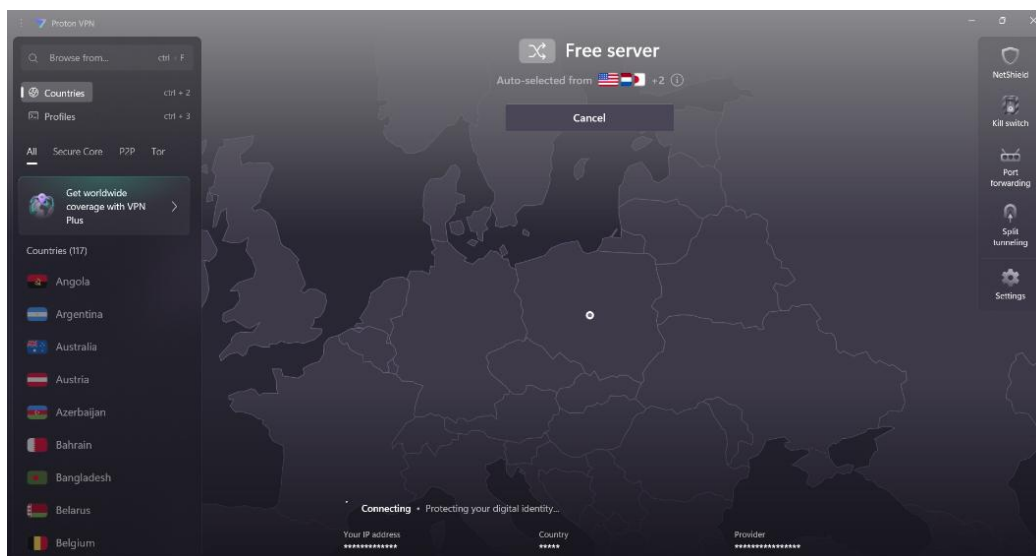 Proton VPN
Browse from...
ctrl + F
Countries
ctrl + 2
Profiles
ctrl + 3
All
Secure Core
P2P
Tor
Get worldwide
coverage with VPN
Plus
Countries (117)
Angola
Argentina
Australia
Austria
Azerbaijan
Bahrain
Bangladesh
Belarus
Belgium
Free server
Auto-selected from +2
Cancel
Connecting • Protecting your digital identity...
Your IP address
*************
Country
*****
Provider
****************
NetShield
Kill switch
Port
forwarding
Split
tunneling
Settings